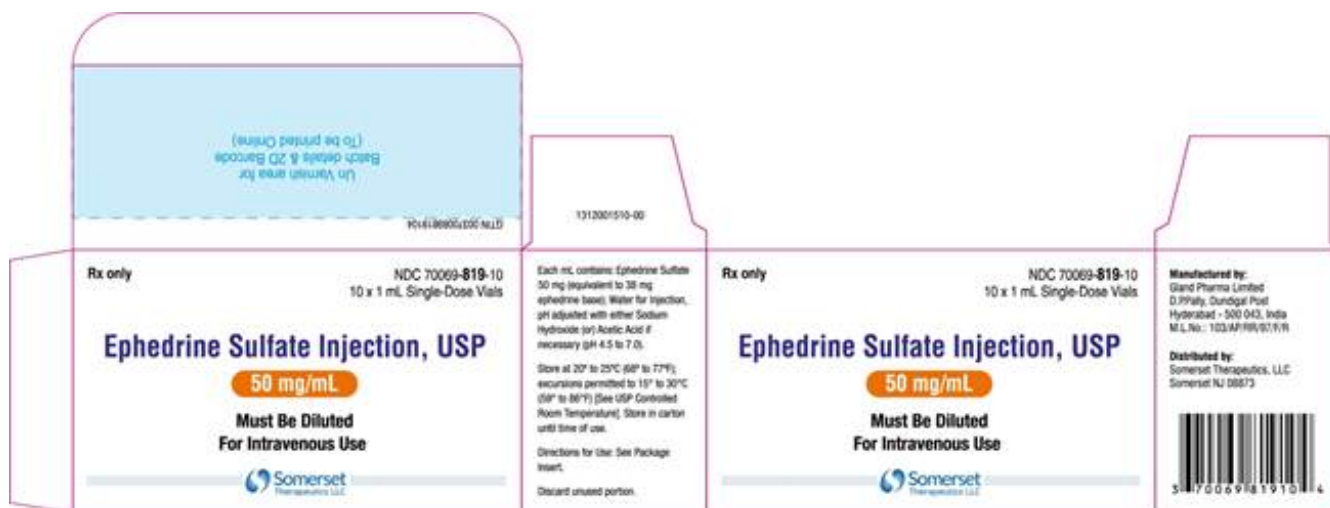 (To be printed Online)
Batch details & 2D Barcode
Un Varnish area for
GTIN: 00370069819104
1312001510-00
Rx only
NDC 70069-819-10
10 x 1 mL Single-Dose Vials
Ephedrine Sulfate Injection, USP
50 mg/mL
Must Be Diluted
For Intravenous Use
Somerset
Therapeutics LLC
Each mL contains: Ephedrine Sulfate
50 mg (equivalent to 38 mg
ephedrine base); Water for Injection,
pH adjusted with either Sodium
Hydroxide (or) Acetic Acid if
necessary (pH 4.5 to 7.0).
Store at 20° to 25°C (68° to 77°F);
excursions permitted to 15° to 30°C
(59° to 86°F) [See USP Controlled
Room Temperature]. Store in carton
until time of use.
Directions for Use: See Package
Insert.
Discard unused portion.
Rx only
NDC 70069-819-10
10 x 1 mL Single-Dose Vials
Ephedrine Sulfate Injection, USP
50 mg/mL
Must Be Diluted
For Intravenous Use
Somerset
Therapeutics LLC
Manufactured by:
Gland Pharma Limited
D.P.Pally, Dundigal Post
Hyderabad - 500 043, India
M.L.No.: 103/AP/RR/97/F/R
Distributed by:
Somerset Therapeutics, LLC
Somerset NJ 08873
3 70069 81910 4